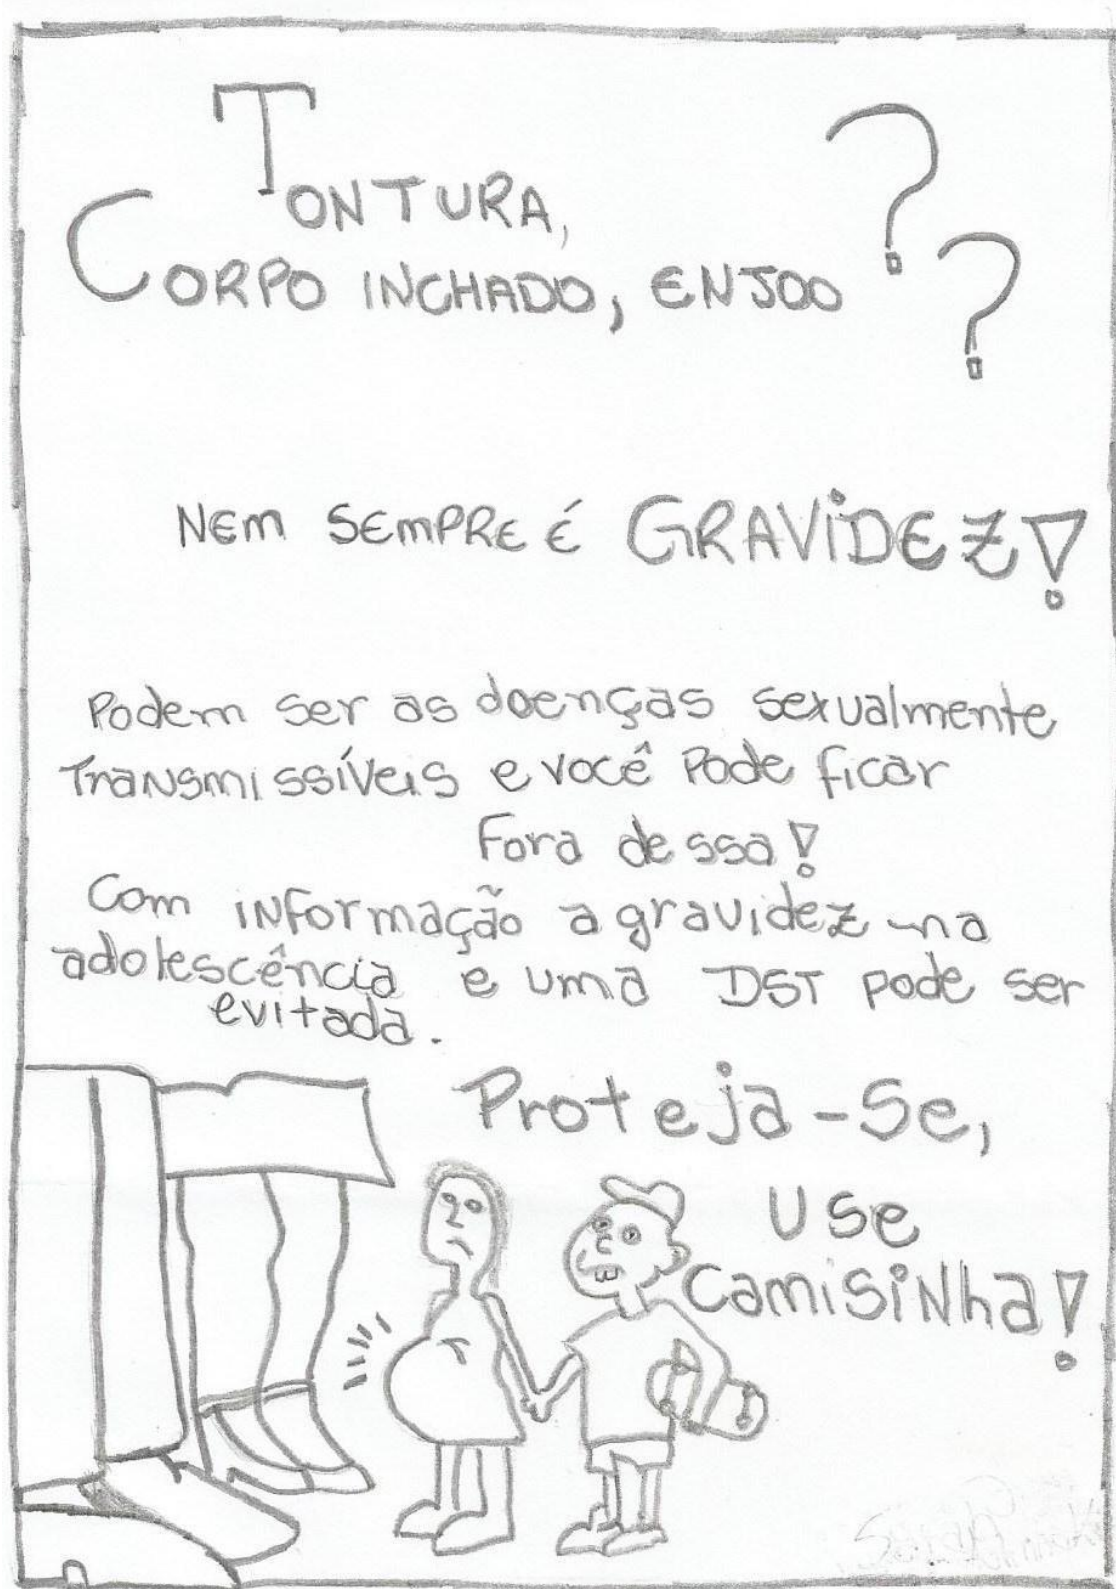 TONTURA,
CORPO INCHADO, ENJOO ??
NEM SEMPRE É GRAVIDEZ!
Podem ser as doenças sexualmente
Transmissíveis e você Pode ficar
Fora dessa!
Com informação a gravidez na
adolescência e uma DST pode ser
evitada.
Proteja-Se,
Use
Camisinha!